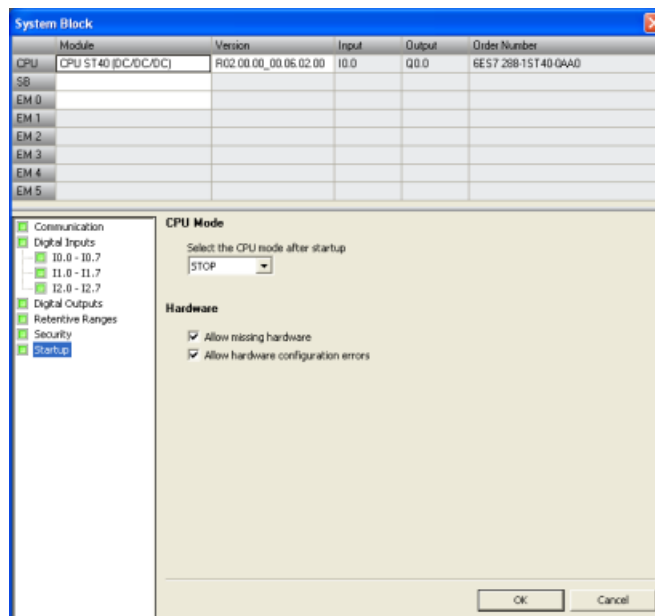 System Block
Module Version Input Output Order Number
CPU CPU ST40 (DC/DC/DC) R02.00.00_00.06.02.00 I0.0 Q0.0 6ES7 288-1ST40-0AA0
SB
EM 0
EM 1
EM 2
EM 3
EM 4
EM 5
Communication
Digital Inputs
I0.0 - I0.7
I1.0 - I1.7
I2.0 - I2.7
Digital Outputs
Retentive Ranges
Security
Startup
CPU Mode
Select the CPU mode after startup
STOP
Hardware
Allow missing hardware
Allow hardware configuration errors
OK Cancel